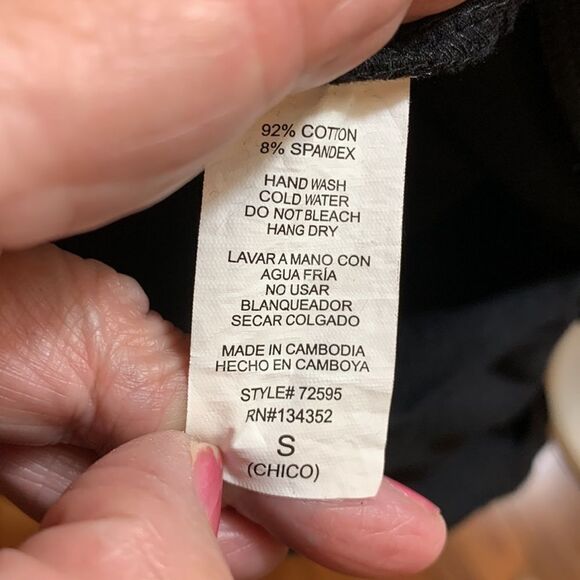 92% COTTON
8% SPANDEX
HAND WASH
COLD WATER
DO NOT BLEACH
HANG DRY
LAVAR A MANO CON
AGUA FRÍA
NO USAR
BLANQUEADOR
SECAR COLGADO
MADE IN CAMBODIA
HECHO EN CAMBOYA
STYLE# 72595
RN#134352
S
(CHICO)